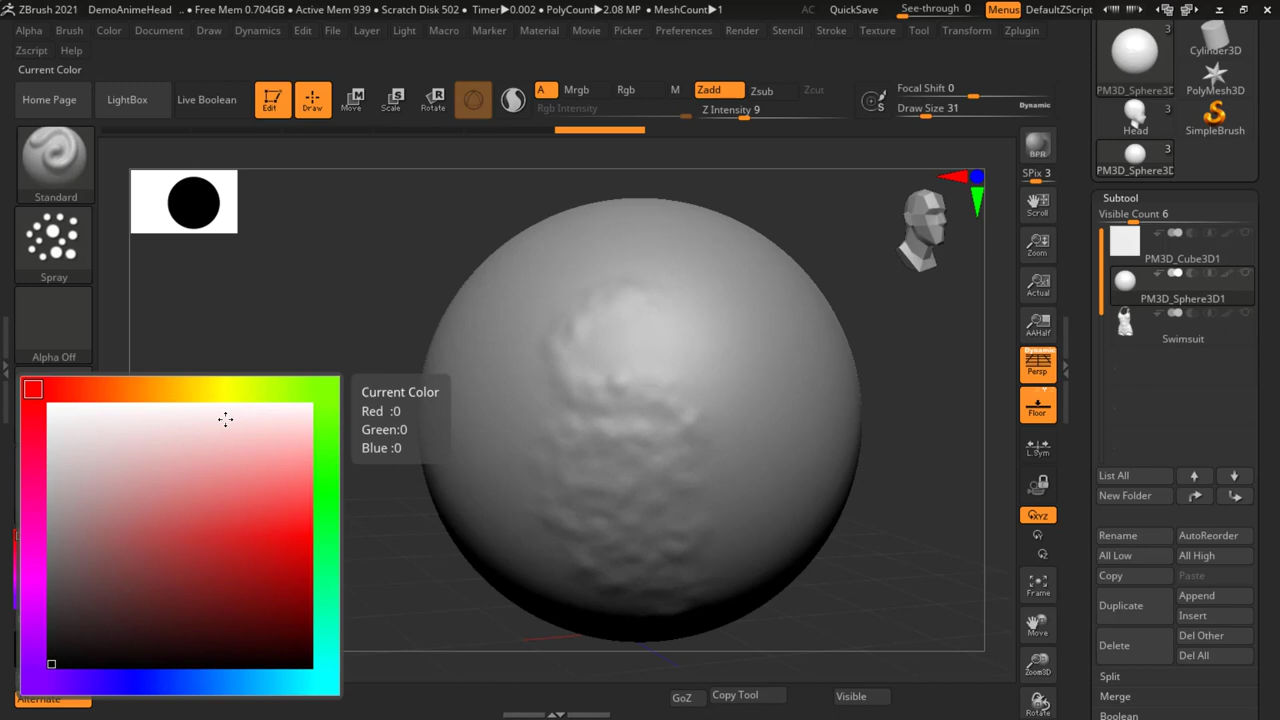 ZBrush 2021 DemoAnimeHead • Free Mem 0.704GB • Active Mem 939 • Scratch Disk 502 • Timer▶0.002 • PolyCount▶2.08 MP • MeshCount▶1 AC QuickSave See-through 0 Menus DefaultZScript
Alpha Brush Color Document Draw Dynamics Edit File Layer Light Macro Marker Material Movie Picker Preferences Render Stencil Stroke Texture Tool Transform Zplugin
Zscript Help
Current Color
Home Page LightBox Live Boolean Edit Draw Move Scale Rotate
A Mrgb Rgb M Zadd Zsub Zcut
Rgb Intensity Z Intensity 9
Focal Shift 0
Draw Size 31 Dynamic
S
Standard
Spray
Alpha Off
Current Color
Red :0
Green:0
Blue :0
Alternate
GoZ Copy Tool Visible
BPR
SPix 3
Scroll
Zoom
Actual
AAHalf
Dynamic
Persp
Floor
L.Sym
XYZ
Frame
Move
Zoom3D
Rotate
3
PM3D_Sphere3D
Cylinder3D
PolyMesh3D
Head
SimpleBrush
3
PM3D_Sphere3D
Subtool
Visible Count 6
PM3D_Cube3D1
PM3D_Sphere3D1
Swimsuit
List All
New Folder
Rename AutoReorder
All Low All High
Copy Paste
Duplicate Append
Insert
Delete Del Other
Del All
Split
Merge
Boolean